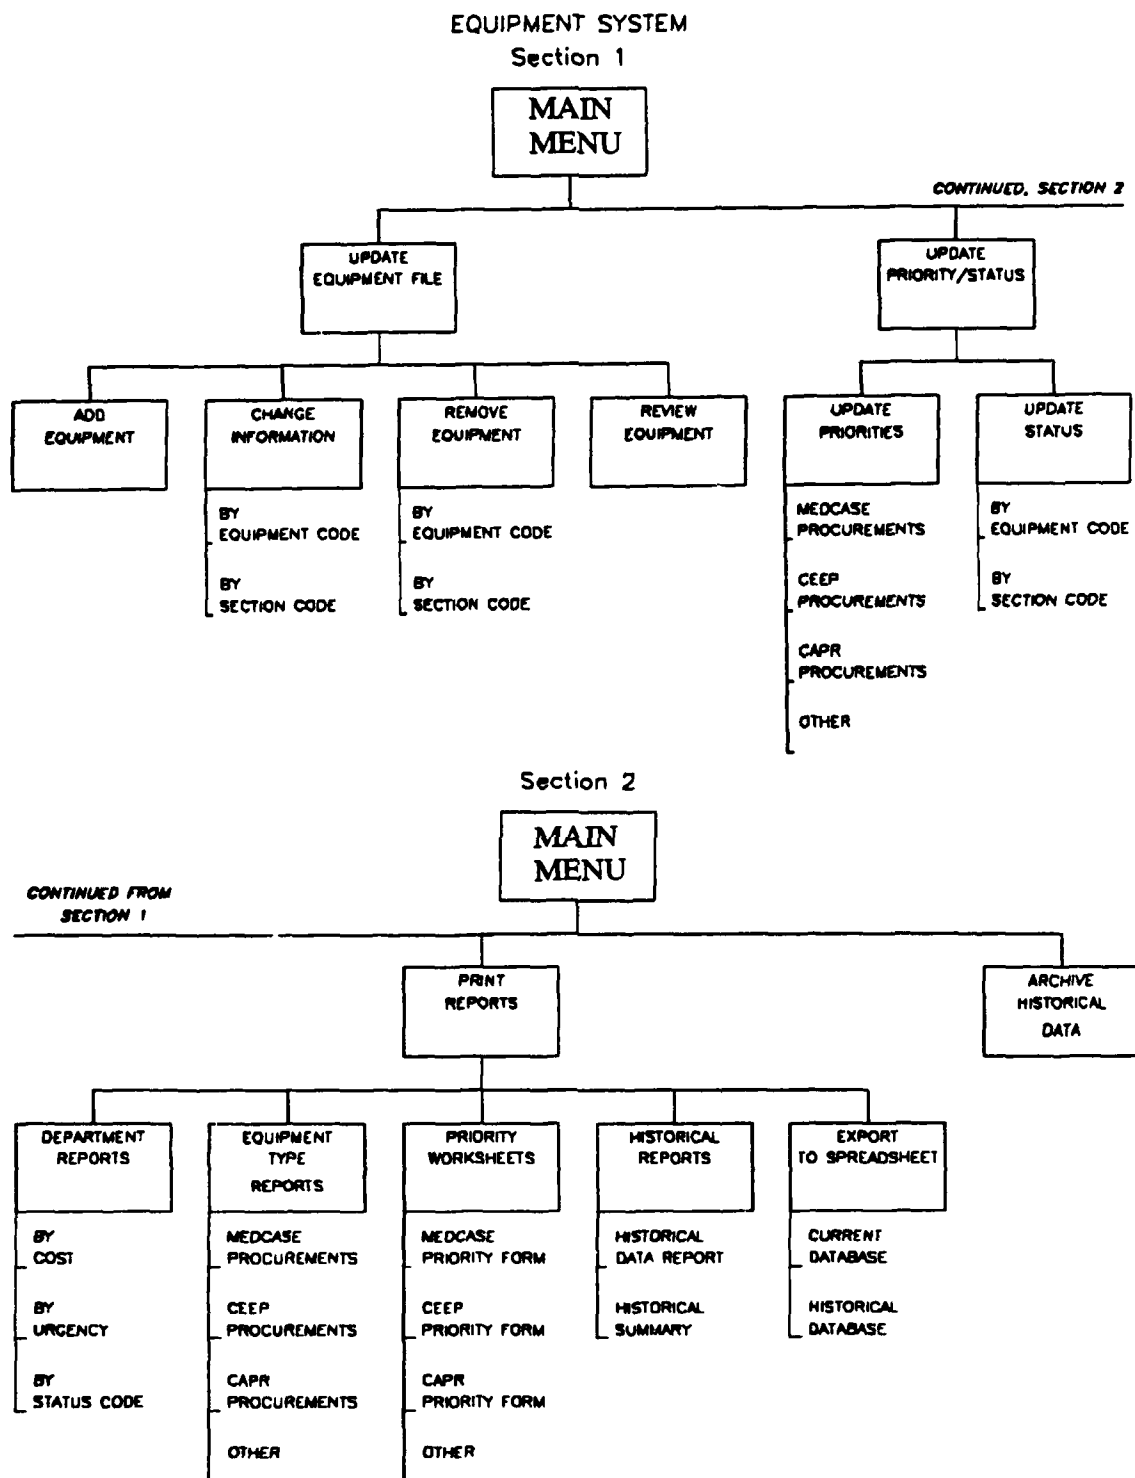 EQUIPMENT SYSTEM
Section 1
MAIN
MENU
CONTINUED, SECTION 2
UPDATE
EQUIPMENT FILE
UPDATE
PRIORITY/STATUS
ADD
EQUIPMENT
CHANGE
INFORMATION
REMOVE
EQUIPMENT
REVIEW
EQUIPMENT
UPDATE
PRIORITIES
UPDATE
STATUS
BY
EQUIPMENT CODE
BY
SECTION CODE
BY
EQUIPMENT CODE
BY
SECTION CODE
MEDCASE
PROCUREMENTS
CEEP
PROCUREMENTS
CAPR
PROCUREMENTS
OTHER
BY
EQUIPMENT CODE
BY
SECTION CODE
Section 2
MAIN
MENU
CONTINUED FROM
SECTION 1
PRINT
REPORTS
ARCHIVE
HISTORICAL
DATA
DEPARTMENT
REPORTS
EQUIPMENT
TYPE
REPORTS
PRIORITY
WORKSHEETS
HISTORICAL
REPORTS
EXPORT
TO SPREADSHEET
BY
COST
BY
URGENCY
BY
STATUS CODE
MEDCASE
PROCUREMENTS
CEEP
PROCUREMENTS
CAPR
PROCUREMENTS
OTHER
MEDCASE
PRIORITY FORM
CEEP
PRIORITY FORM
CAPR
PRIORITY FORM
OTHER
HISTORICAL
DATA REPORT
HISTORICAL
SUMMARY
CURRENT
DATABASE
HISTORICAL
DATABASE